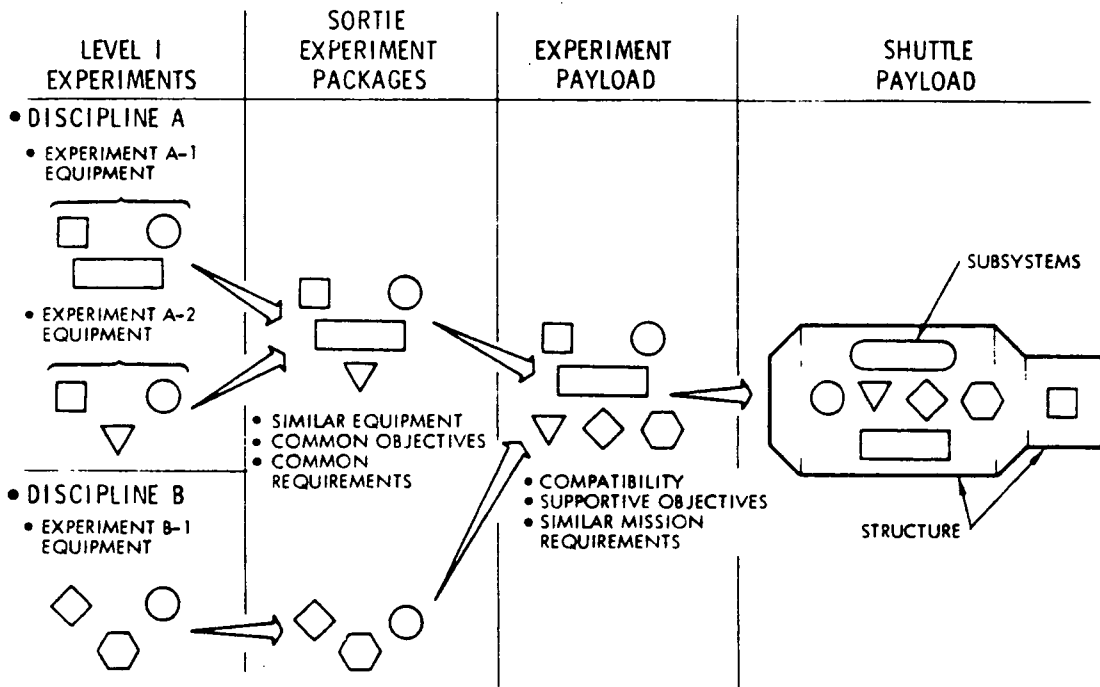 LEVEL I
EXPERIMENTS
SORTIE
EXPERIMENT
PACKAGES
EXPERIMENT
PAYLOAD
SHUTTLE
PAYLOAD
• DISCIPLINE A
• EXPERIMENT A-1
EQUIPMENT
• EXPERIMENT A-2
EQUIPMENT
• DISCIPLINE B
• EXPERIMENT B-1
EQUIPMENT
• SIMILAR EQUIPMENT
• COMMON OBJECTIVES
• COMMON
REQUIREMENTS
• COMPATIBILITY
• SUPPORTIVE OBJECTIVES
• SIMILAR MISSION
REQUIREMENTS
SUBSYSTEMS
STRUCTURE